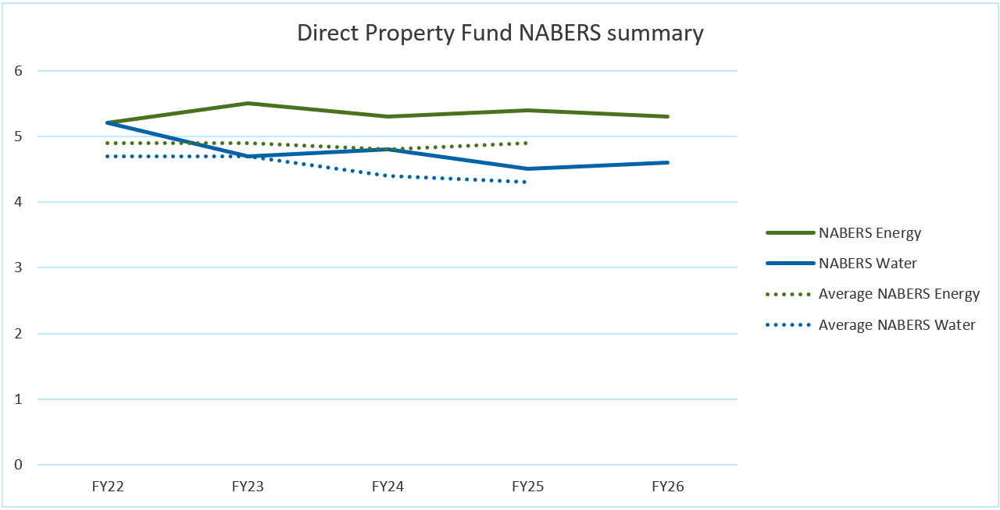 Direct Property Fund NABERS summary
6
5
4
3
2
1
0
FY22
FY23
FY24
FY25
FY26
NABERS Energy
NABERS Water
Average NABERS Energy
Average NABERS Water